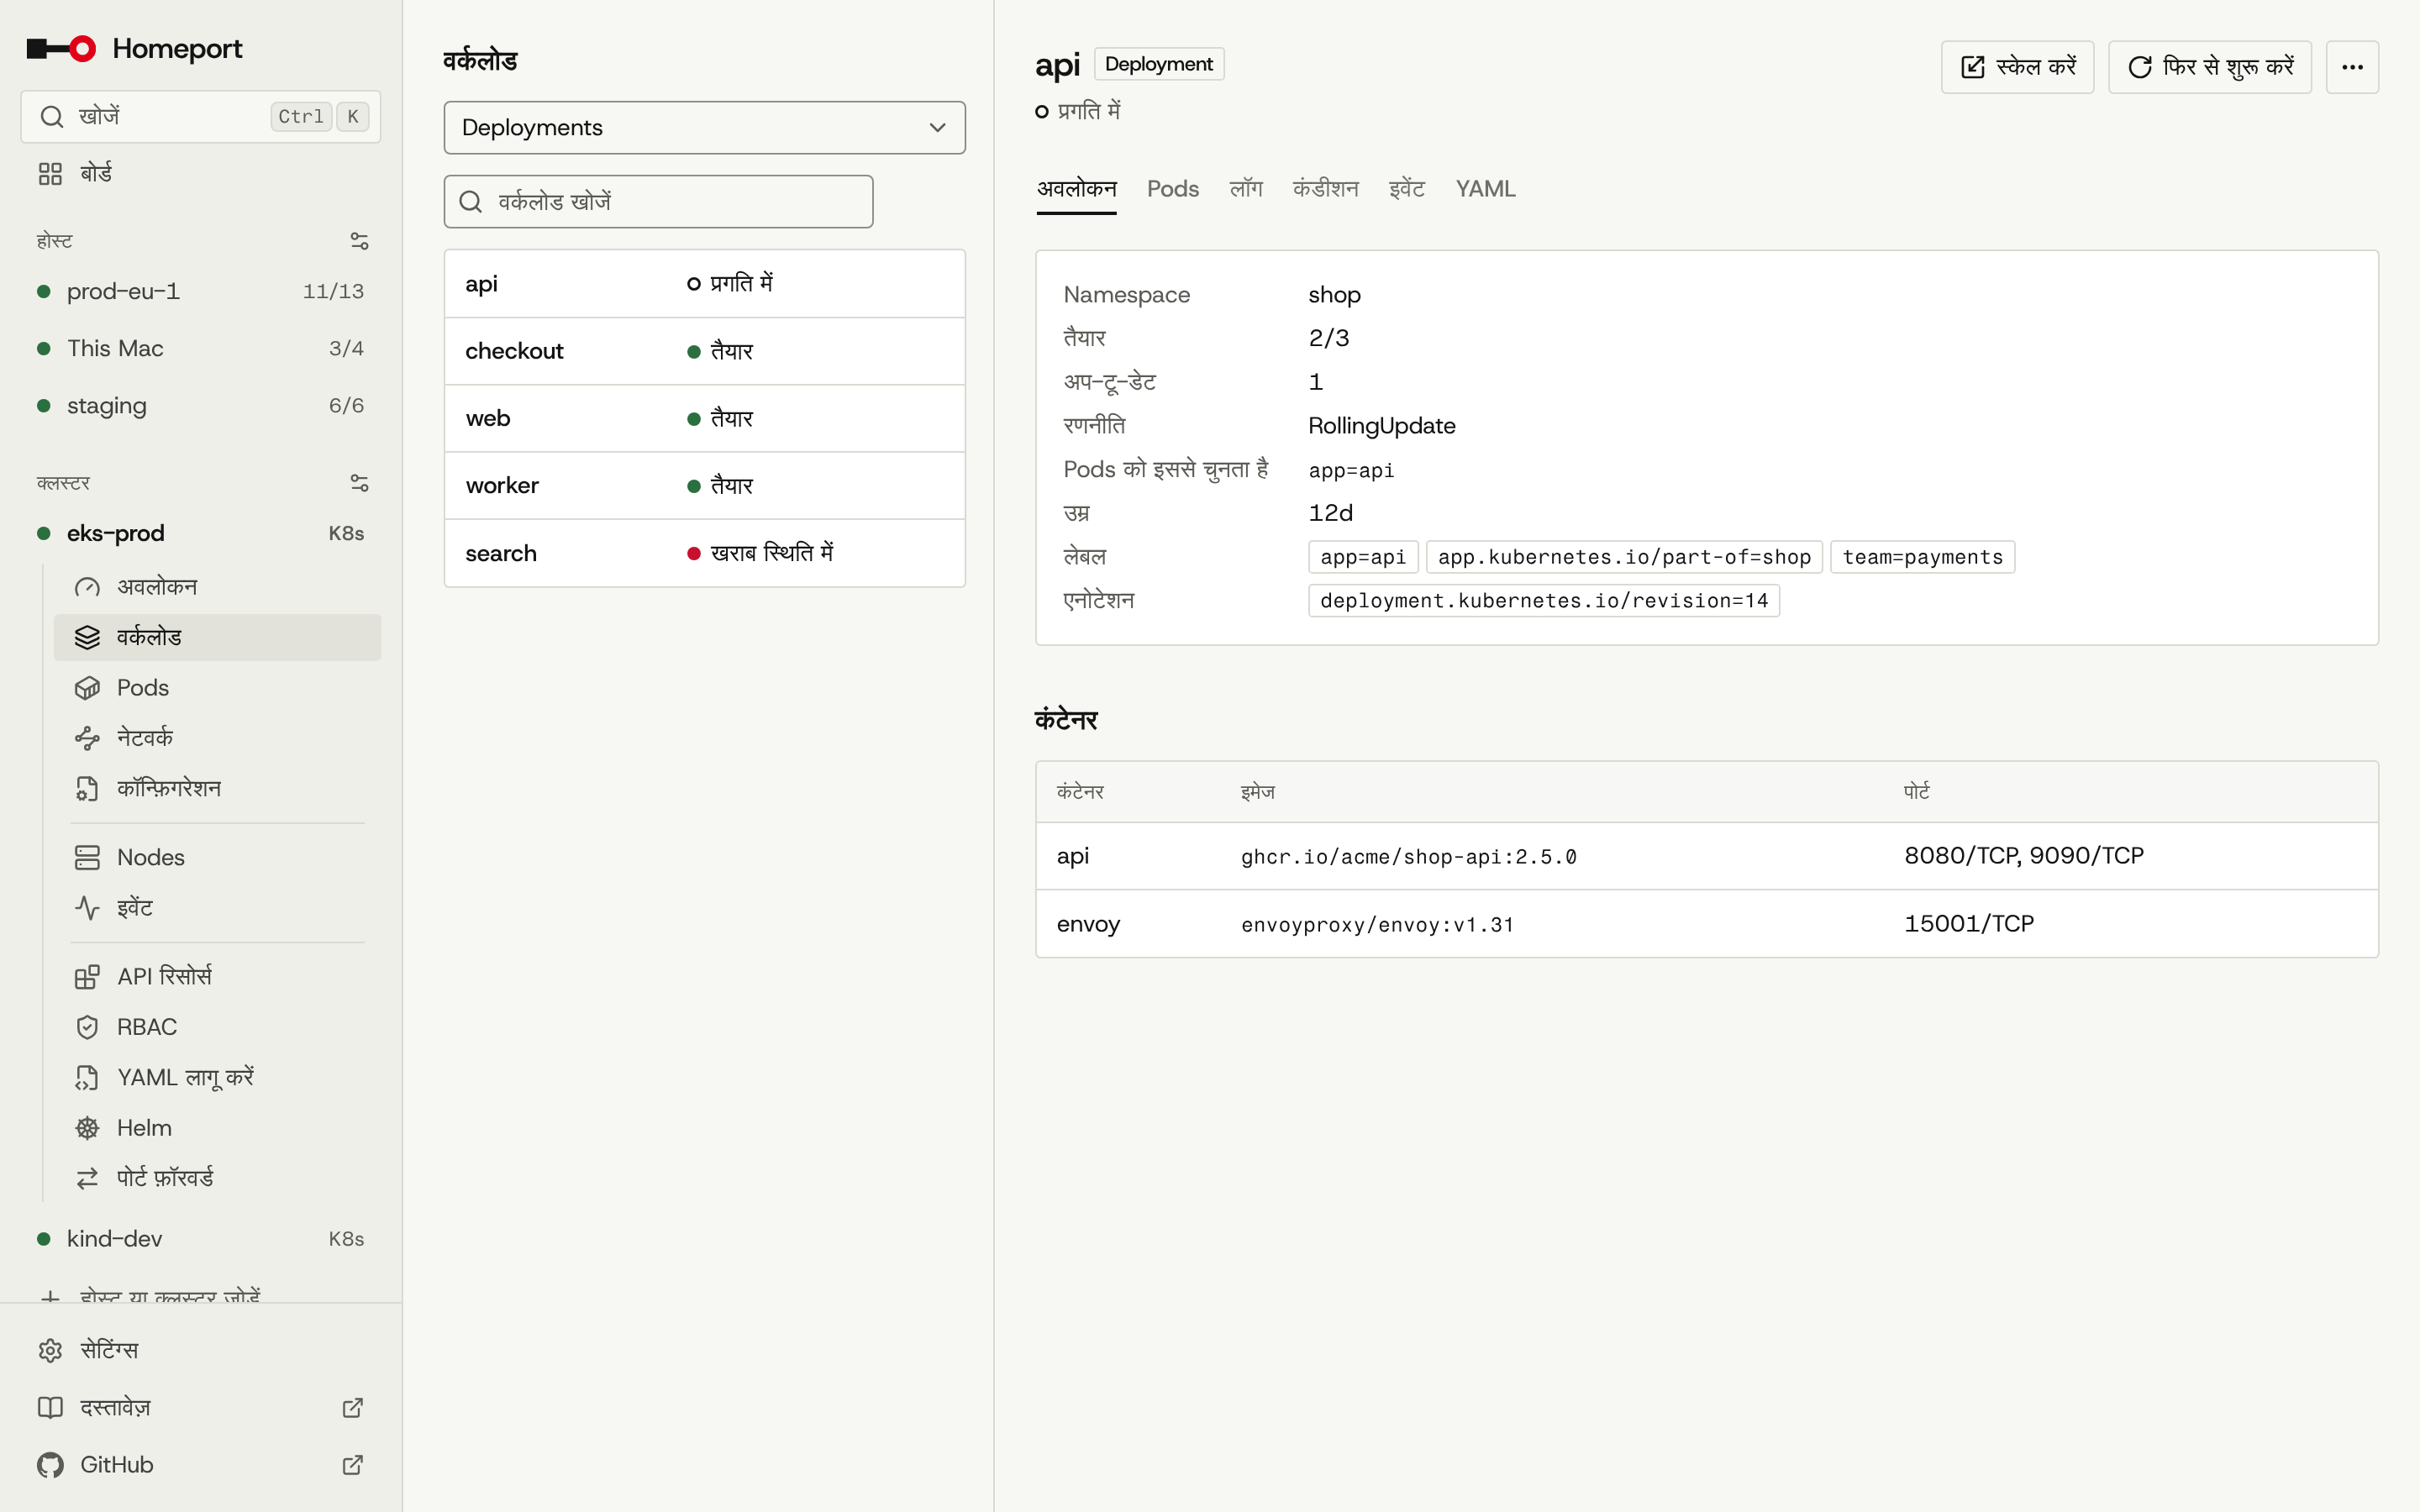 Homeport
खोजें Ctrl K
बोर्ड
होस्ट
prod-eu-1 11/13
This Mac 3/4
staging 6/6
क्लस्टर
eks-prod K8s
अवलोकन
वर्कलोड
Pods
नेटवर्क
कॉन्फ़िगरेशन
Nodes
इवेंट
API रिसोर्स
RBAC
YAML लागू करें
Helm
पोर्ट फ़ॉरवर्ड
kind-dev K8s
होस्ट या क्लस्टर जोड़ें
सेटिंग्स
दस्तावेज़
GitHub
वर्कलोड
Deployments
वर्कलोड खोजें
api प्रगति में
checkout तैयार
web तैयार
worker तैयार
search खराब स्थिति में
api Deployment
प्रगति में
स्केल करें फिर से शुरू करें
अवलोकन Pods लॉग कंडीशन इवेंट YAML
Namespace shop
तैयार 2/3
अप-टू-डेट 1
रणनीति RollingUpdate
Pods को इससे चुनता है app=api
उम्र 12d
लेबल app=api app.kubernetes.io/part-of=shop team=payments
एनोटेशन deployment.kubernetes.io/revision=14
कंटेनर
कंटेनर इमेज पोर्ट
api ghcr.io/acme/shop-api:2.5.0 8080/TCP, 9090/TCP
envoy envoyproxy/envoy:v1.31 15001/TCP